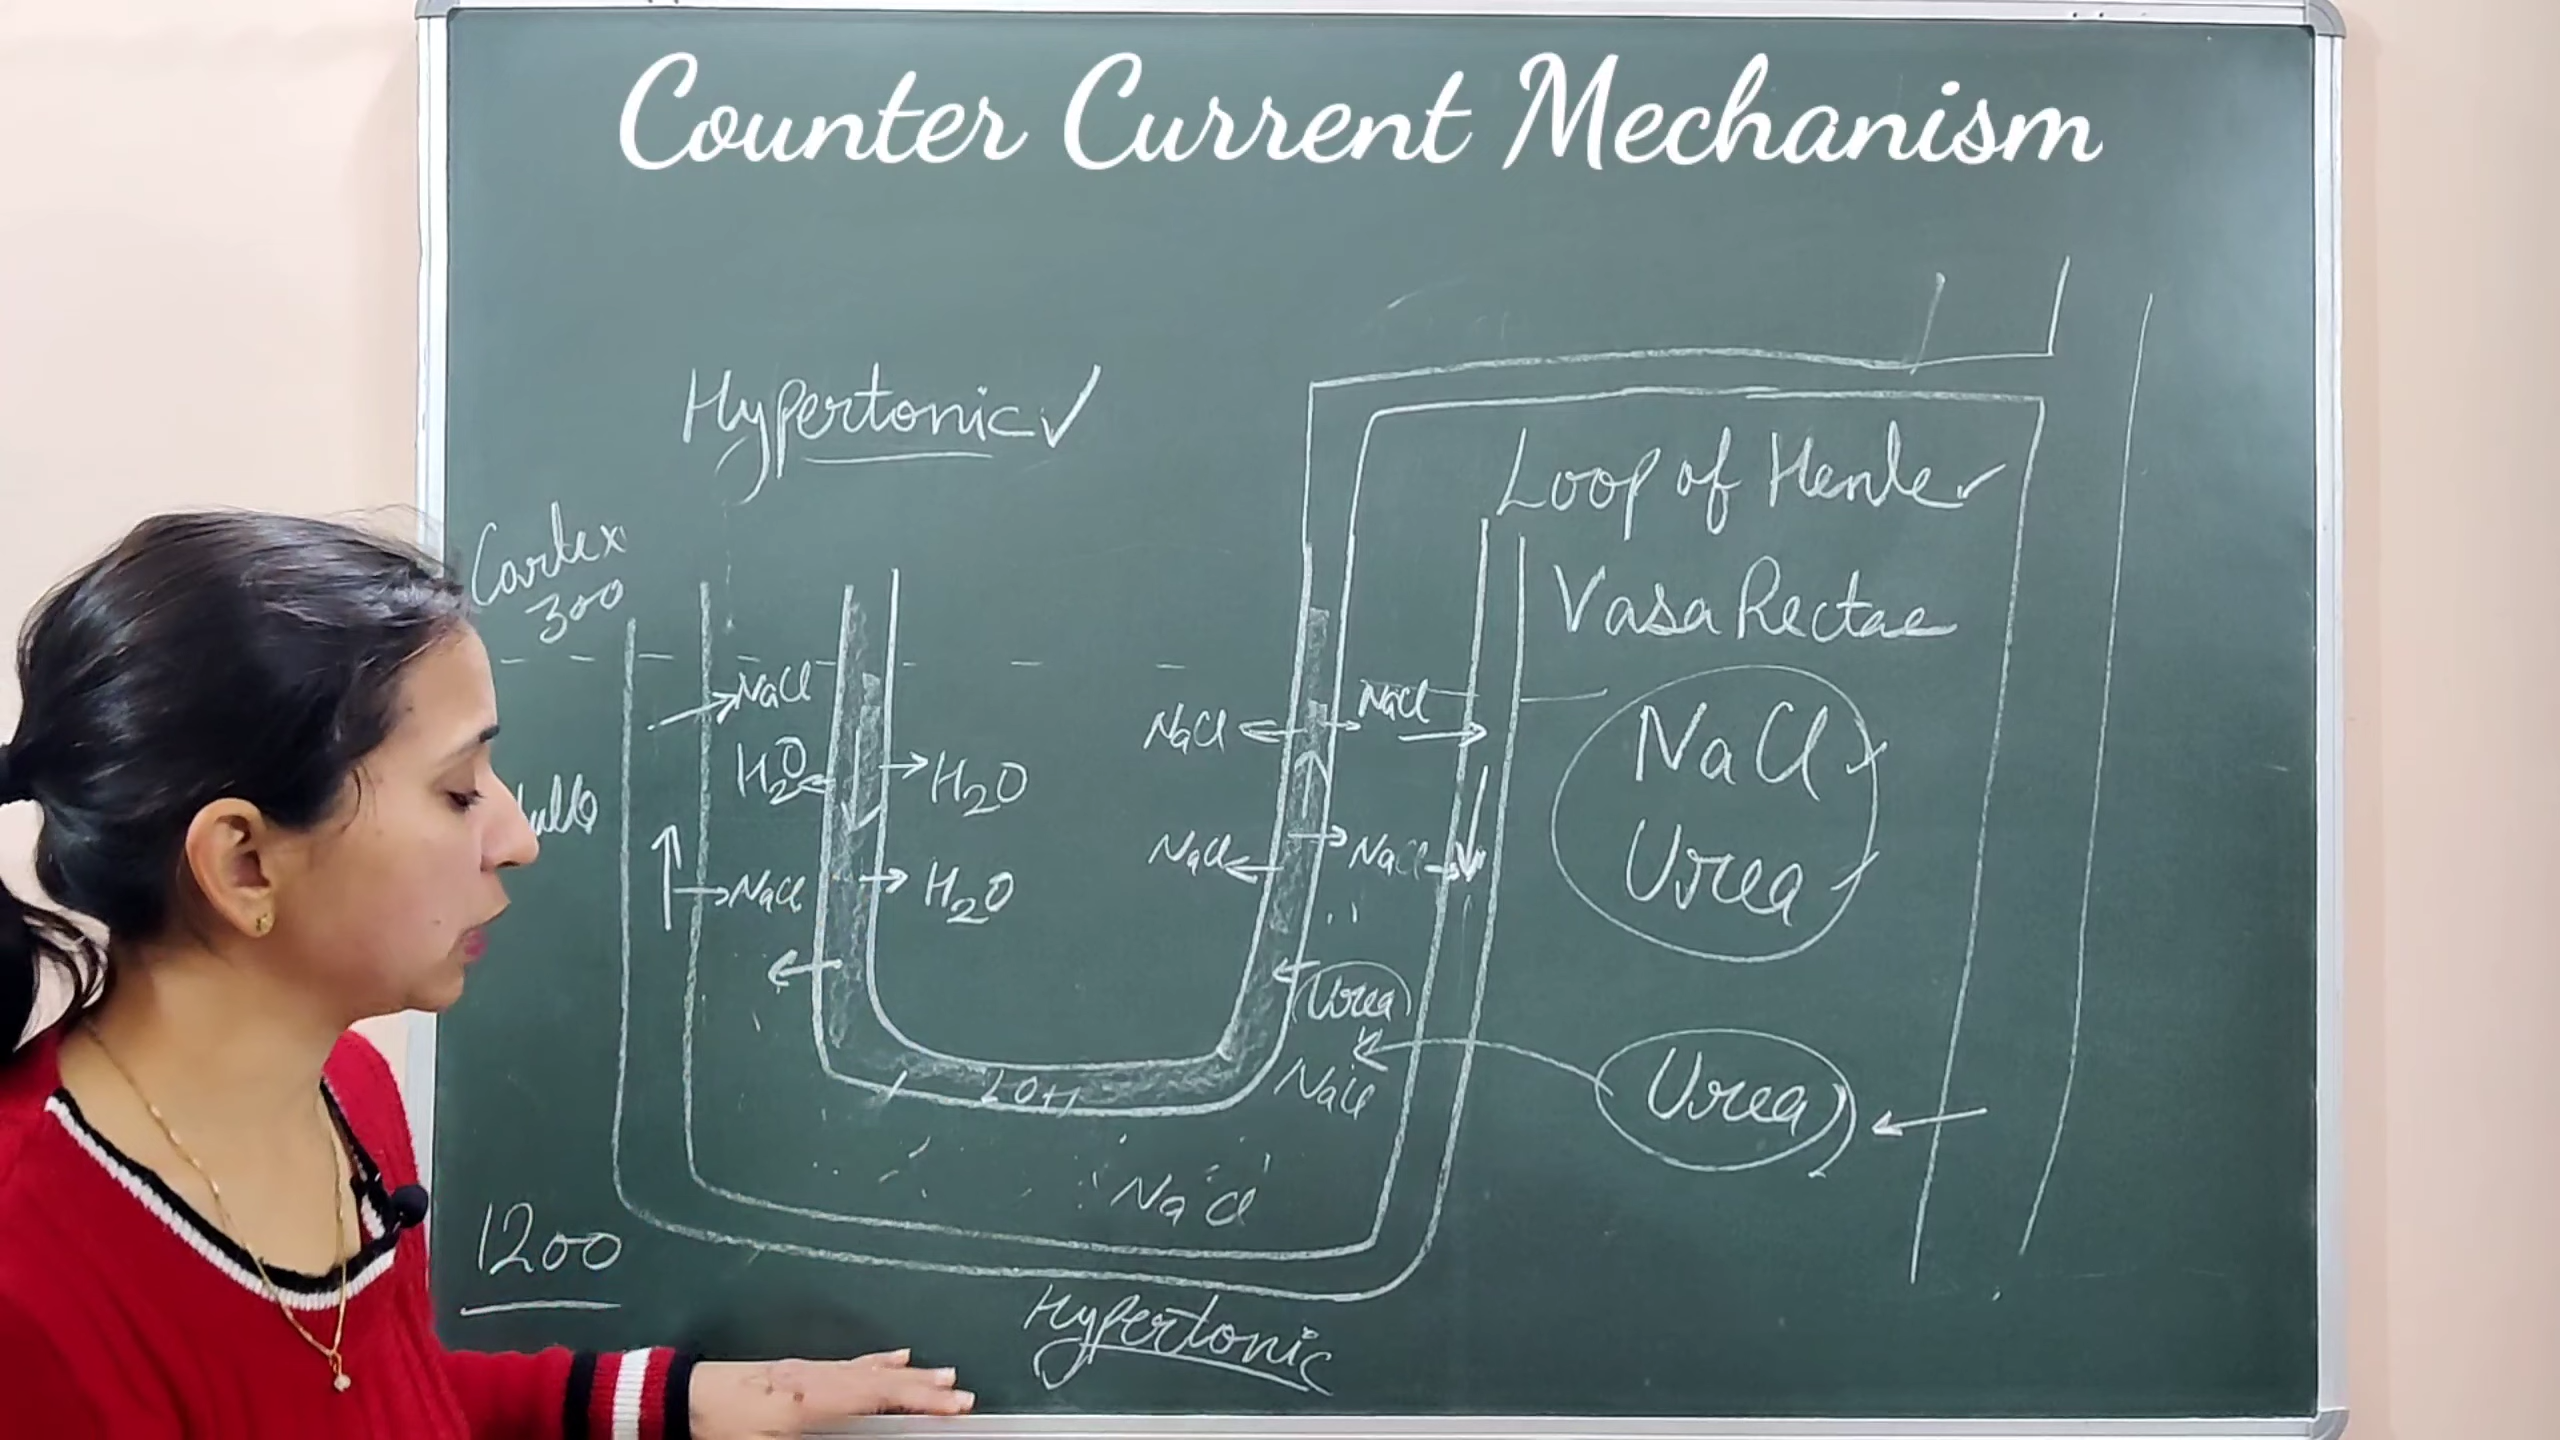 Counter Current Mechanism
Hypertonic ✓
Loop of Henle ✓
Cortex
300
Vasa Rectae
NaCl
NaCl
NaCl
NaCl
Urea
H2O
H2O
NaCl
NaCl
NaCl
H2O
Urea
NaCl
LOH
Urea
NaCl
1200
Hypertonic